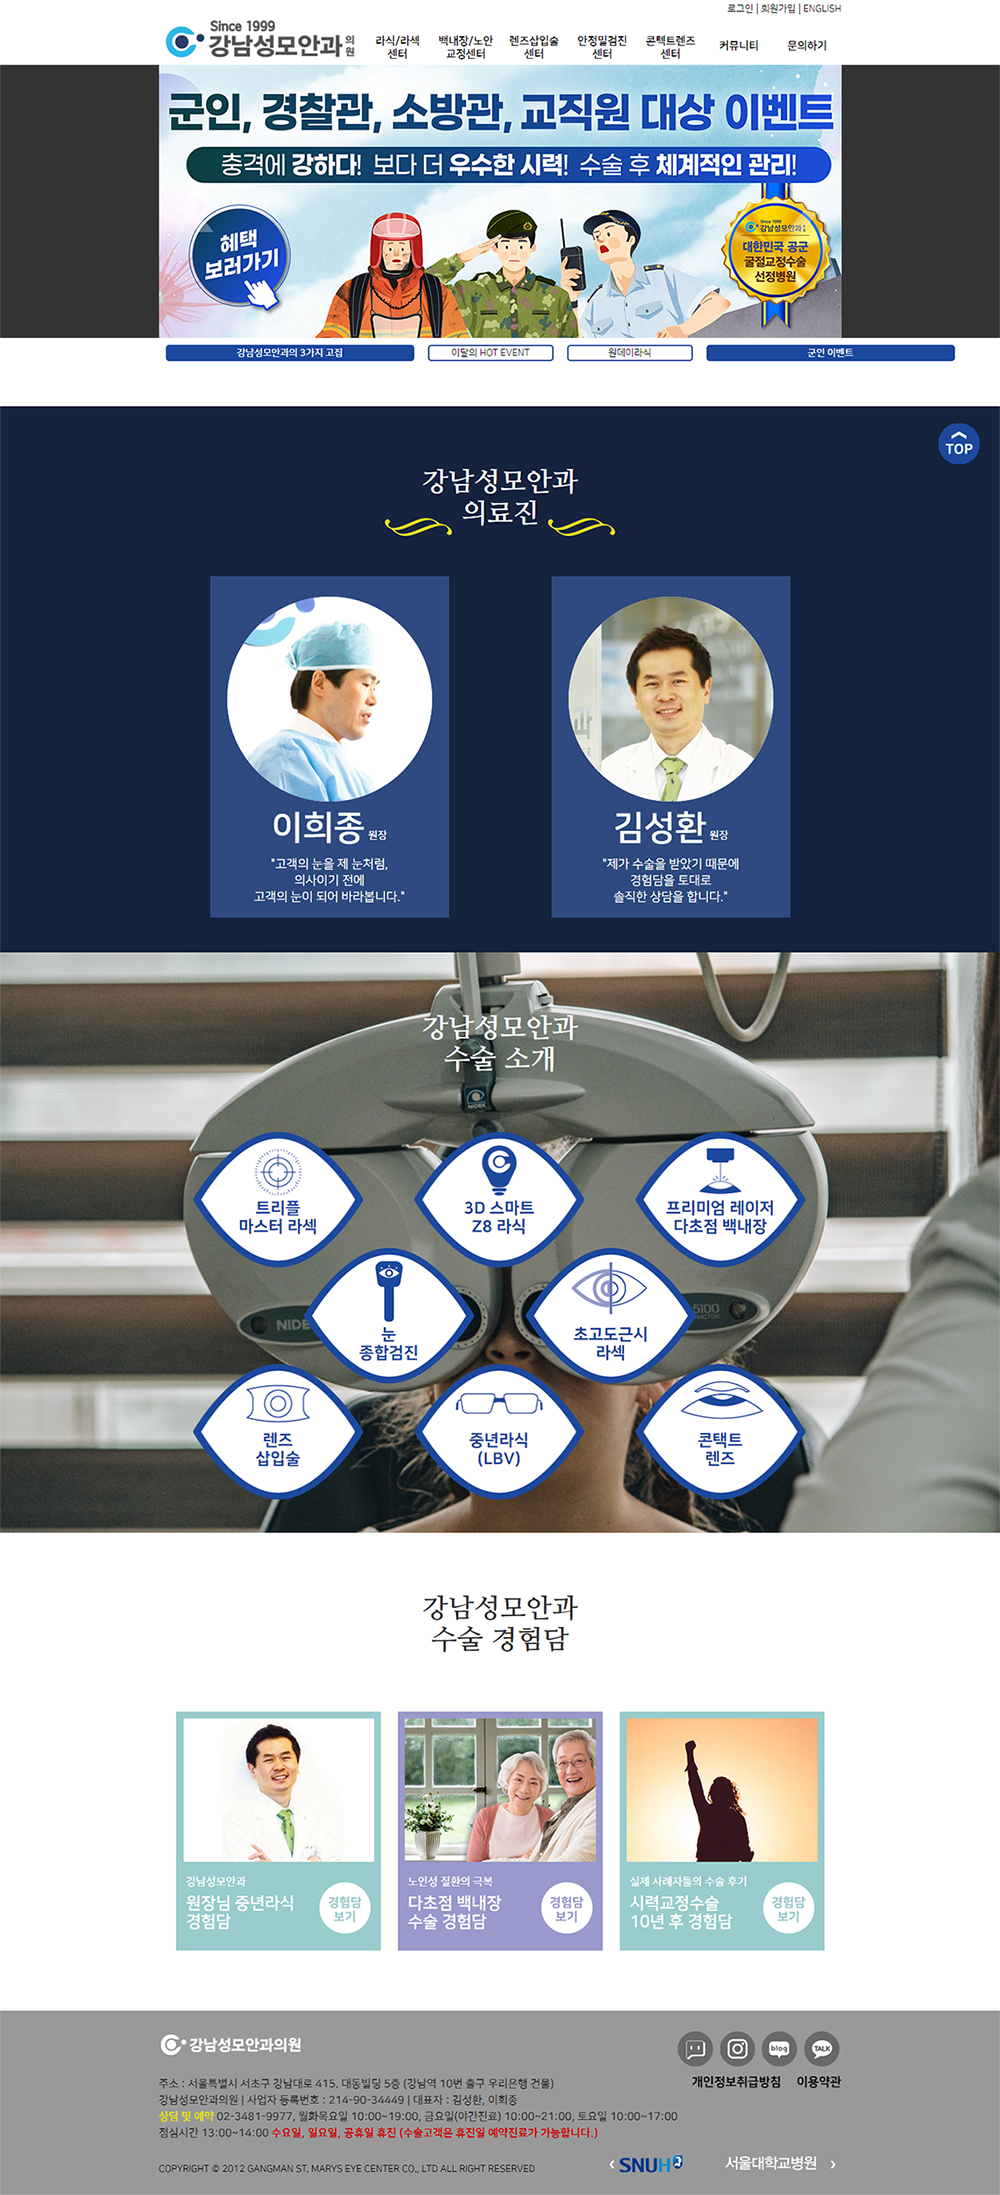 로그인 | 회원가입 | ENGLISH
Since 1999
강남성모안과의원
라식/라섹 센터
백내장/노안 교정센터
렌즈삽입술 센터
안정밀검진 센터
콘텍트렌즈 센터
커뮤니티
문의하기
군인, 경찰관, 소방관, 교직원 대상 이벤트
충격에 강하다! 보다 더 우수한 시력! 수술 후 체계적인 관리!
혜택
보러가기
Since 1999
강남성모안과의원
대한민국 공군
굴절교정수술
선정병원
강남성모안과의 3가지 고집
이달의 HOT EVENT
원데이라식
군인 이벤트
TOP
강남성모안과
의료진
이희종 원장
"고객의 눈을 제 눈처럼,
의사이기 전에
고객의 눈이 되어 바라봅니다."
김성환 원장
"제가 수술을 받았기 때문에
경험담을 토대로
솔직한 상담을 합니다."
강남성모안과
수술 소개
NIDEK
트리플
마스터 라섹
3D 스마트
Z8 라식
프리미엄 레이저
다초점 백내장
NIDE
5100
눈
종합검진
초고도근시
라섹
렌즈
삽입술
중년라식
(LBV)
콘택트
렌즈
강남성모안과
수술 경험담
강남성모안과
원장님 중년라식
경험담
경험담
보기
노인성 질환의 극복
다초점 백내장
수술 경험담
경험담
보기
실제 사례자들의 수술 후기
시력교정수술
10년 후 경험담
경험담
보기
강남성모안과의원
blog
TALK
개인정보취급방침 이용약관
주소 : 서울특별시 서초구 강남대로 415. 대동빌딩 5층 (강남역 10번 출구 우리은행 건물)
강남성모안과의원 | 사업자 등록번호 : 214-90-34449 | 대표자 : 김성환, 이희종
상담 및 예약 02-3481-9977, 월화목요일 10:00~19:00, 금요일(야간진료) 10:00~21:00, 토요일 10:00~17:00
점심시간 13:00~14:00 수요일, 일요일, 공휴일 휴진 (수술고객은 휴진일 예약진료가 가능합니다.)
COPYRIGHT © 2012 GANGMAN ST, MARYS EYE CENTER CO,, LTD ALL RIGHT RESERVED
‹ SNUH 서울대학교병원 ›